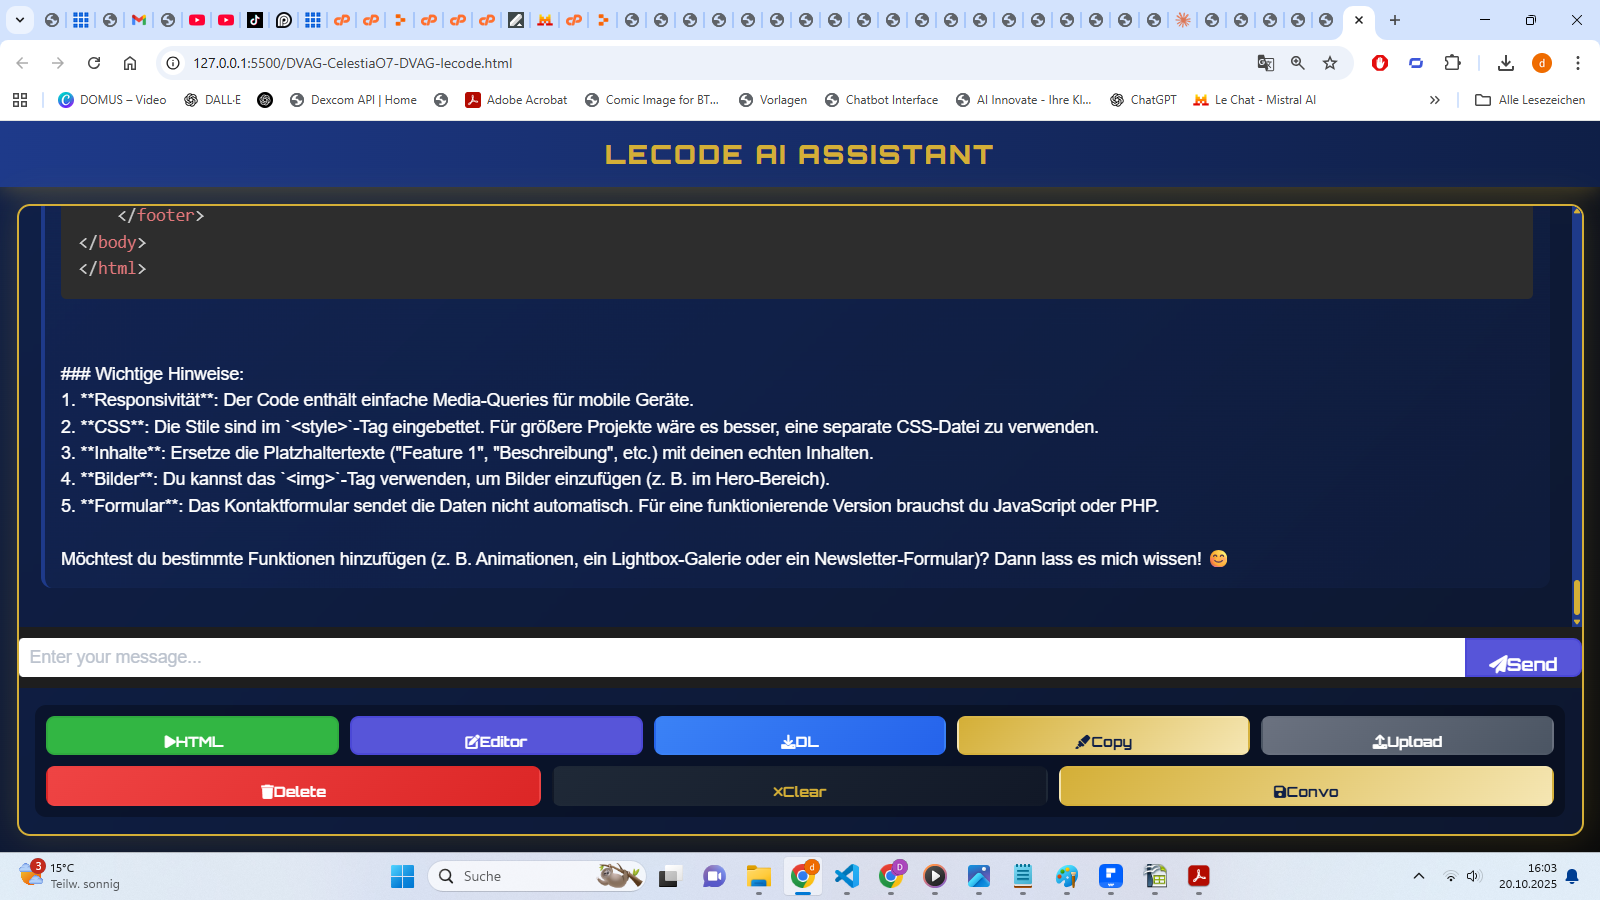 127.0.0.1:5500/DVAG-CelestiaO7-DVAG-lecode.html
d
DOMUS – Video
DALL·E
Dexcom API | Home
Adobe Acrobat
Comic Image for BT...
Vorlagen
Chatbot Interface
AI Innovate - Ihre KI...
ChatGPT
Le Chat - Mistral AI
Alle Lesezeichen
LECODE AI ASSISTANT
</footer>
</body>
</html>
### Wichtige Hinweise:
1. **Responsivität**: Der Code enthält einfache Media-Queries für mobile Geräte.
2. **CSS**: Die Stile sind im `<style>`-Tag eingebettet. Für größere Projekte wäre es besser, eine separate CSS-Datei zu verwenden.
3. **Inhalte**: Ersetze die Platzhaltertexte ("Feature 1", "Beschreibung", etc.) mit deinen echten Inhalten.
4. **Bilder**: Du kannst das `<img>`-Tag verwenden, um Bilder einzufügen (z. B. im Hero-Bereich).
5. **Formular**: Das Kontaktformular sendet die Daten nicht automatisch. Für eine funktionierende Version brauchst du JavaScript oder PHP.
Möchtest du bestimmte Funktionen hinzufügen (z. B. Animationen, ein Lightbox-Galerie oder ein Newsletter-Formular)? Dann lass es mich wissen! 😊
Enter your message...
Send
HTML
Editor
DL
Copy
Upload
Delete
Clear
Convo
3
15°C
Teilw. sonnig
Suche
d
D
16:03
20.10.2025